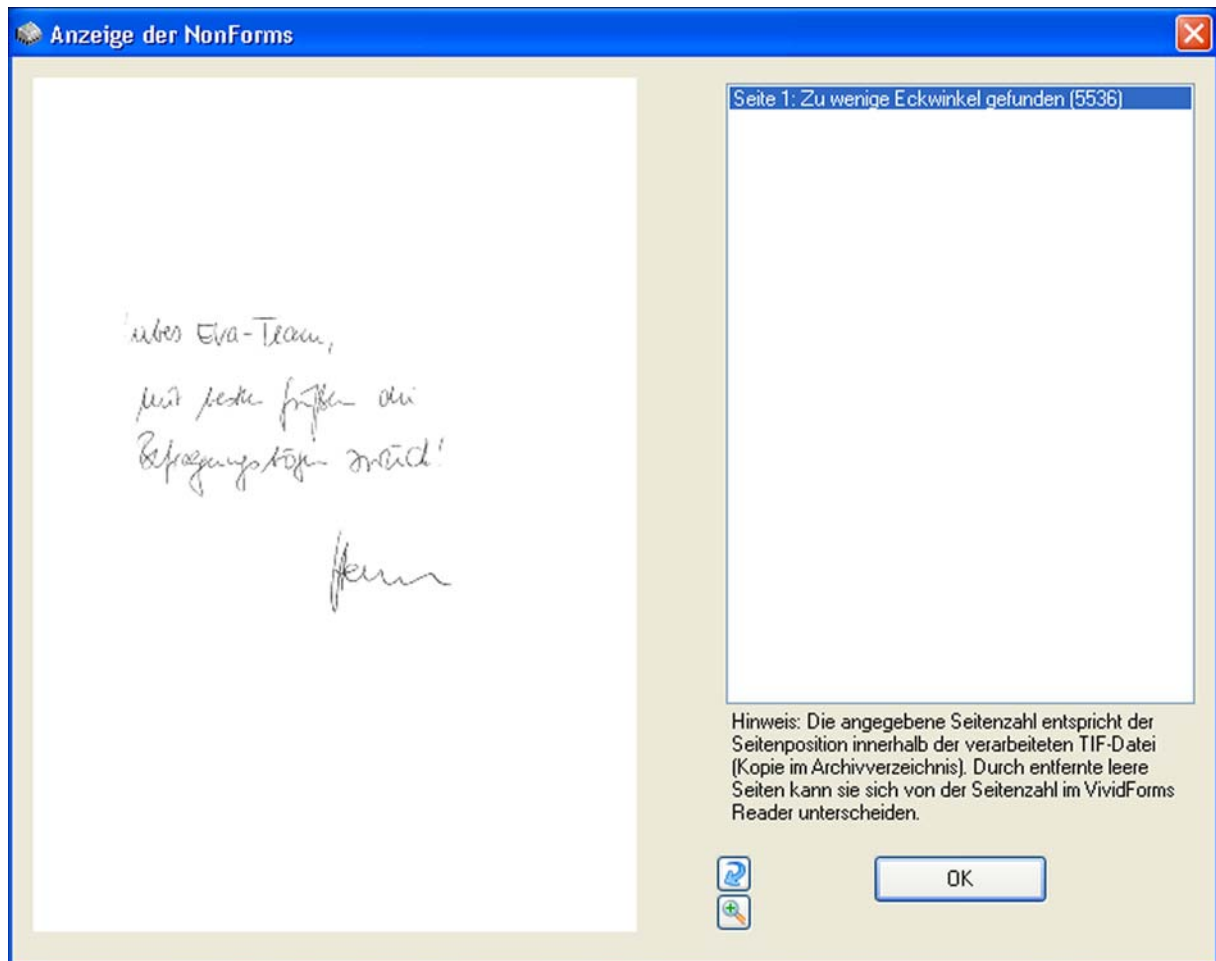 Anzeige der NonForms
Liebes Eva-Team,
mit besten Grüßen die
Befragungsbögen zurück!
Seite 1: Zu wenige Eckwinkel gefunden (5536)
Hinweis: Die angegebene Seitenzahl entspricht der
Seitenposition innerhalb der verarbeiteten TIF-Datei
(Kopie im Archivverzeichnis). Durch entfernte leere
Seiten kann sie sich von der Seitenzahl im VividForms
Reader unterscheiden.
OK